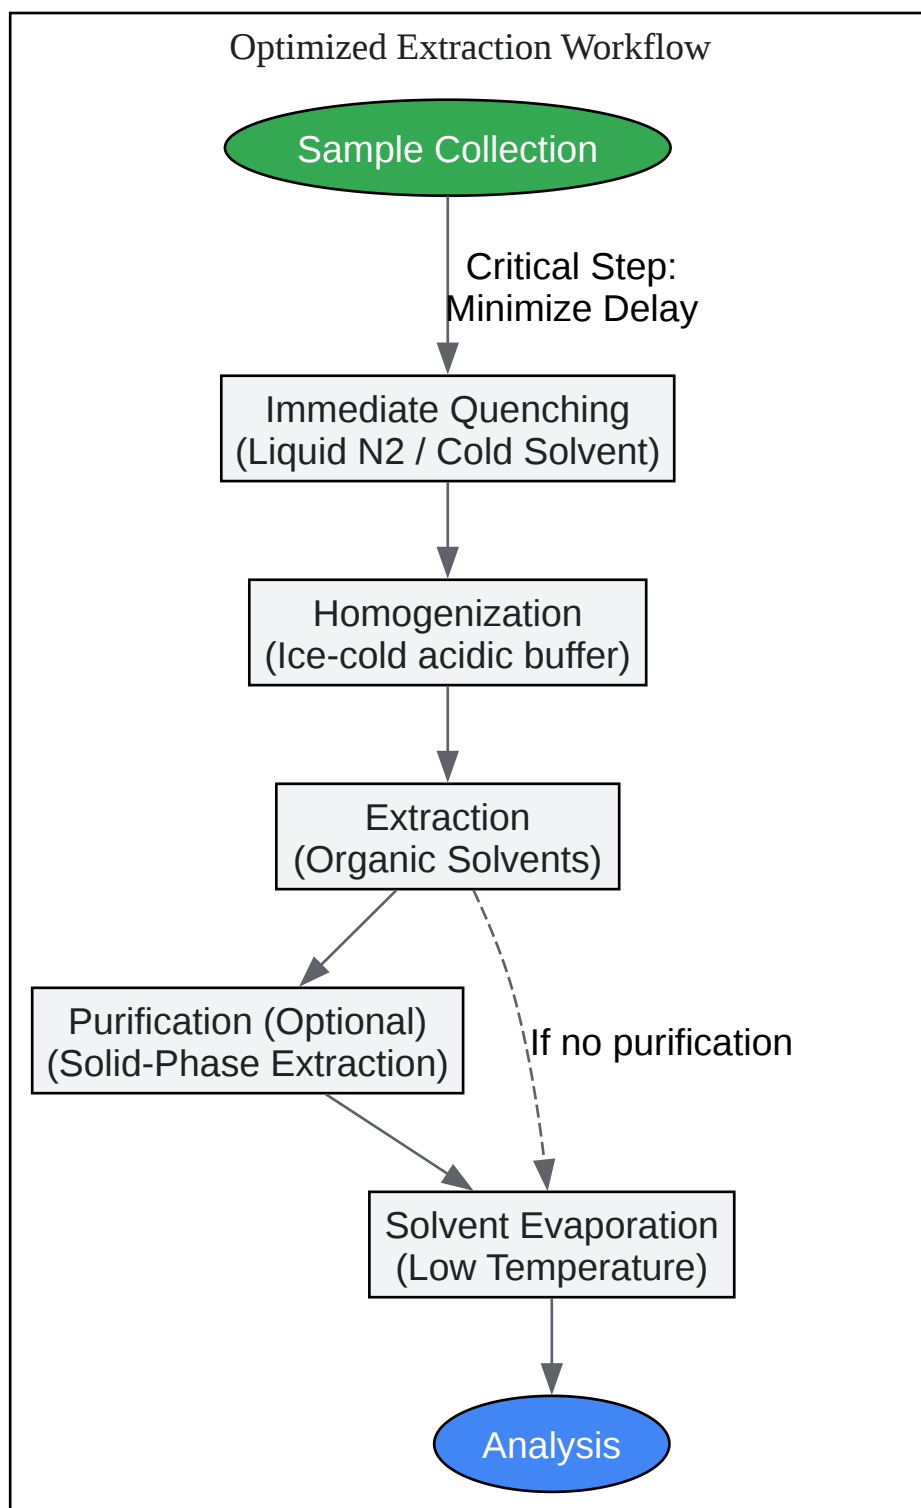 Optimized Extraction Workflow
Sample Collection
Critical Step:
Minimize Delay
Immediate Quenching
(Liquid N2 / Cold Solvent)
Homogenization
(Ice-cold acidic buffer)
Extraction
(Organic Solvents)
Purification (Optional)
(Solid-Phase Extraction)
If no purification
Solvent Evaporation
(Low Temperature)
Analysis